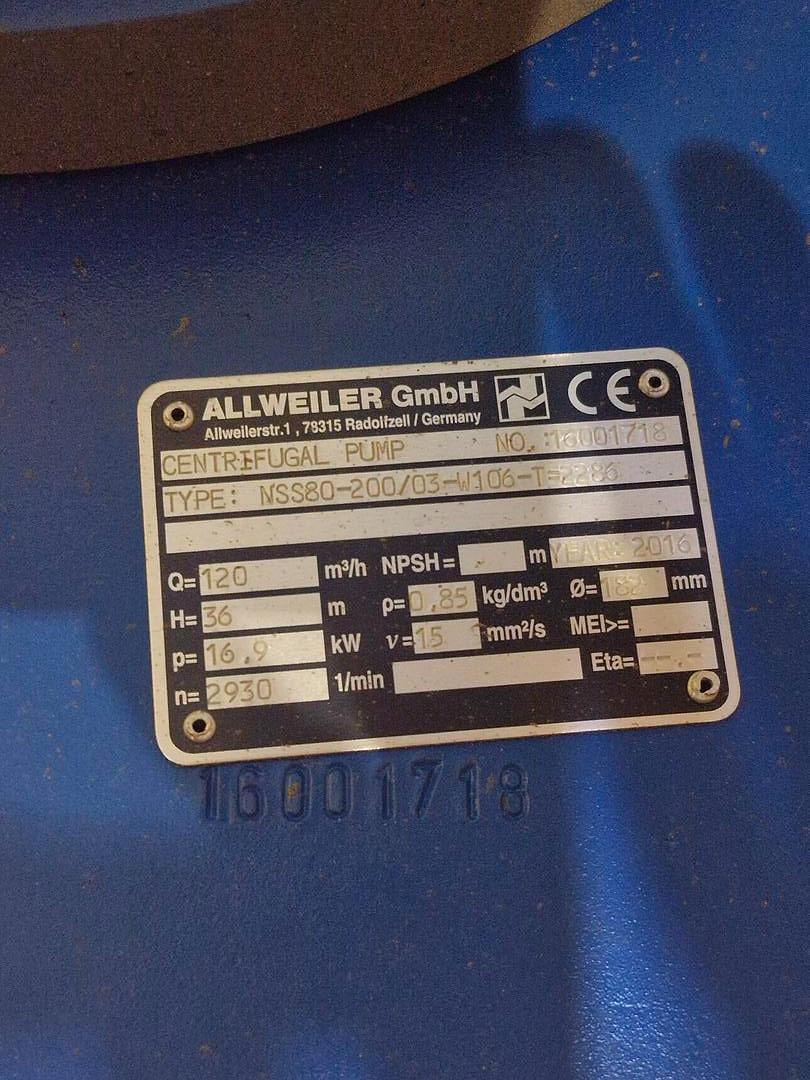 ALLWEILER GmbH CE
Allweilerstr.1 , 78315 Radolfzell / Germany
CENTRIFUGAL PUMP NO.:16001718
TYPE: NSS80-200/03-W106-T=2286
Q= 120 m³/h NPSH= m YEAR: 2016
H= 36 m ρ= 0,85 kg/dm³ Ø= 182 mm
p= 16,9 kW ν= 15 mm²/s MEI>=
n= 2930 1/min Eta= --.-
16001718